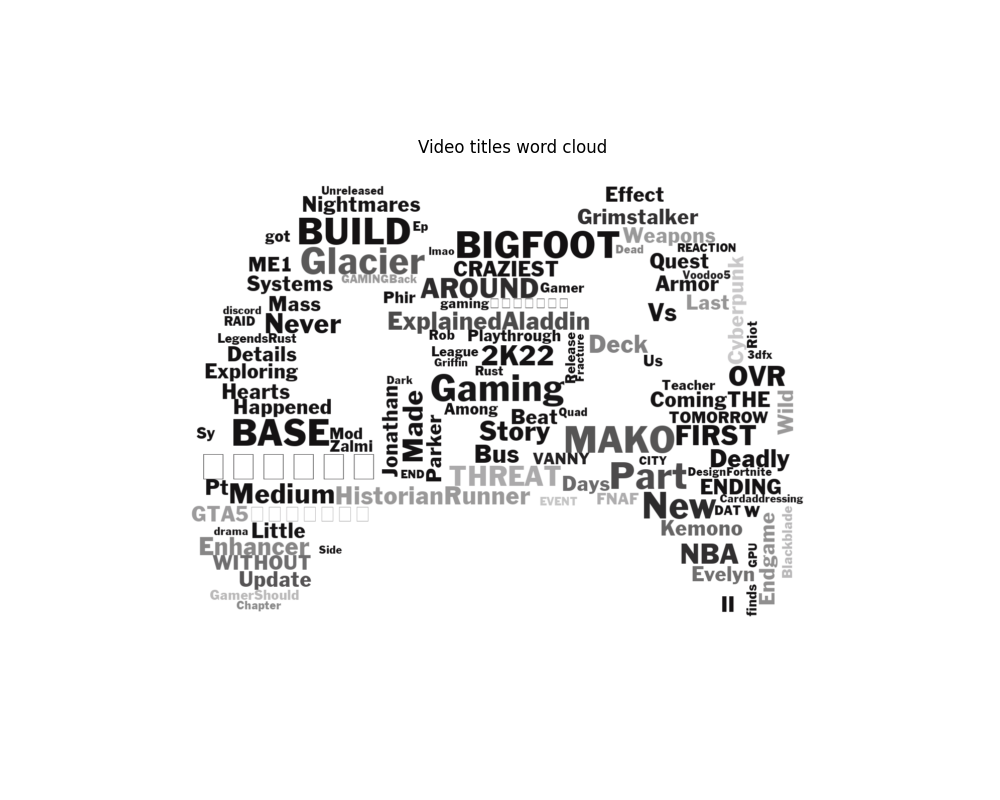 Video titles word cloud
Unreleased
Effect
Nightmares
Grimstalker
BUILD
Ep
got
Weapons
BIGFOOT
lmao
Dead
REACTION
ME1
Glacier
CRAZIEST
Quest
Voodoo5
Systems
GAMINGBack
AROUND
Gamer
Armor
Phir
Mass
gaming
Last
Cyberpunk
discord
RAID
Never
ExplainedAladdin
Vs
Riot
LegendsRust
Rob
Playthrough
Release
Fracture
Deck
Details
League
2K22
Griffin
Us
3dfx
Exploring
Rust
OVR
Dark
Gaming
Teacher
Hearts
Jonathan
Made
ComingTHE
Wild
Happened
Among
Beat
Quad
TOMORROW
Sy
BASE
Mod
Zalmi
Parker
Story
MAKO
FIRST
Bus
VANNY
CITY
Deadly
END
THREAT
Days
Part
DesignFortnite
Pt
Medium
HistorianRunner
EVENT
FNAF
ENDING
Cardaddressing
GTA5
New
DAT
W
drama
Little
Kemono
Endgame
Blackblade
Enhancer
Side
WITHOUT
NBA
GPU
Update
Evelyn
GamerShould
Chapter
II
finds